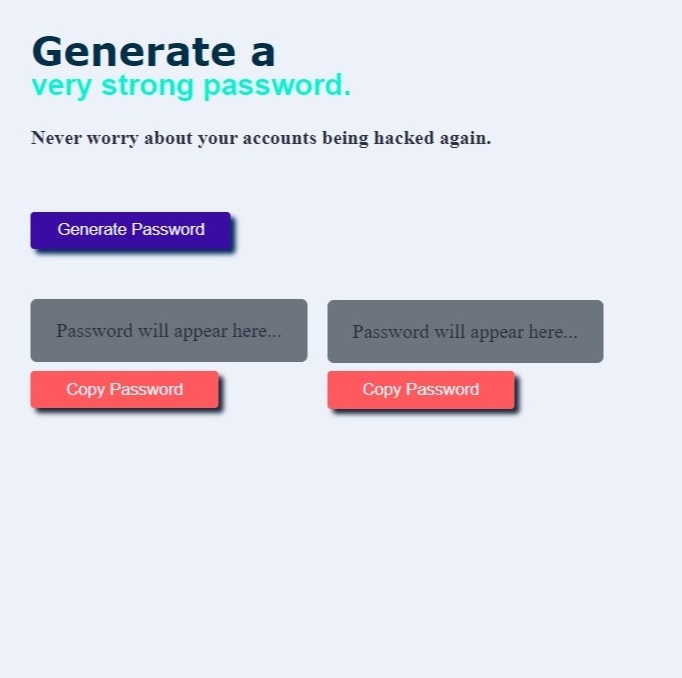 Generate a
very strong password.
Never worry about your accounts being hacked again.
Generate Password
Password will appear here...
Password will appear here...
Copy Password
Copy Password